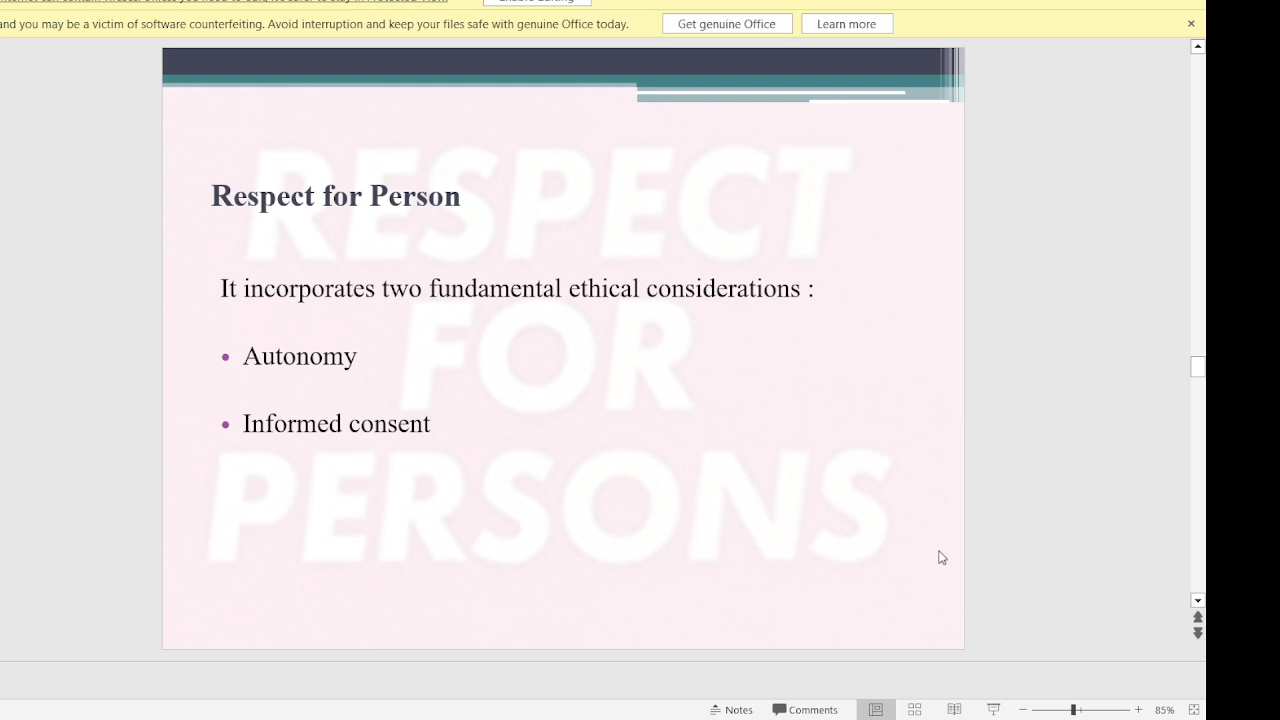 and you may be a victim of software counterfeiting. Avoid interruption and keep your files safe with genuine Office today. Get genuine Office Learn more
RESPECT
Respect for Person
It incorporates two fundamental ethical considerations :
FOR
• Autonomy
• Informed consent
PERSONS
Notes Comments 85%